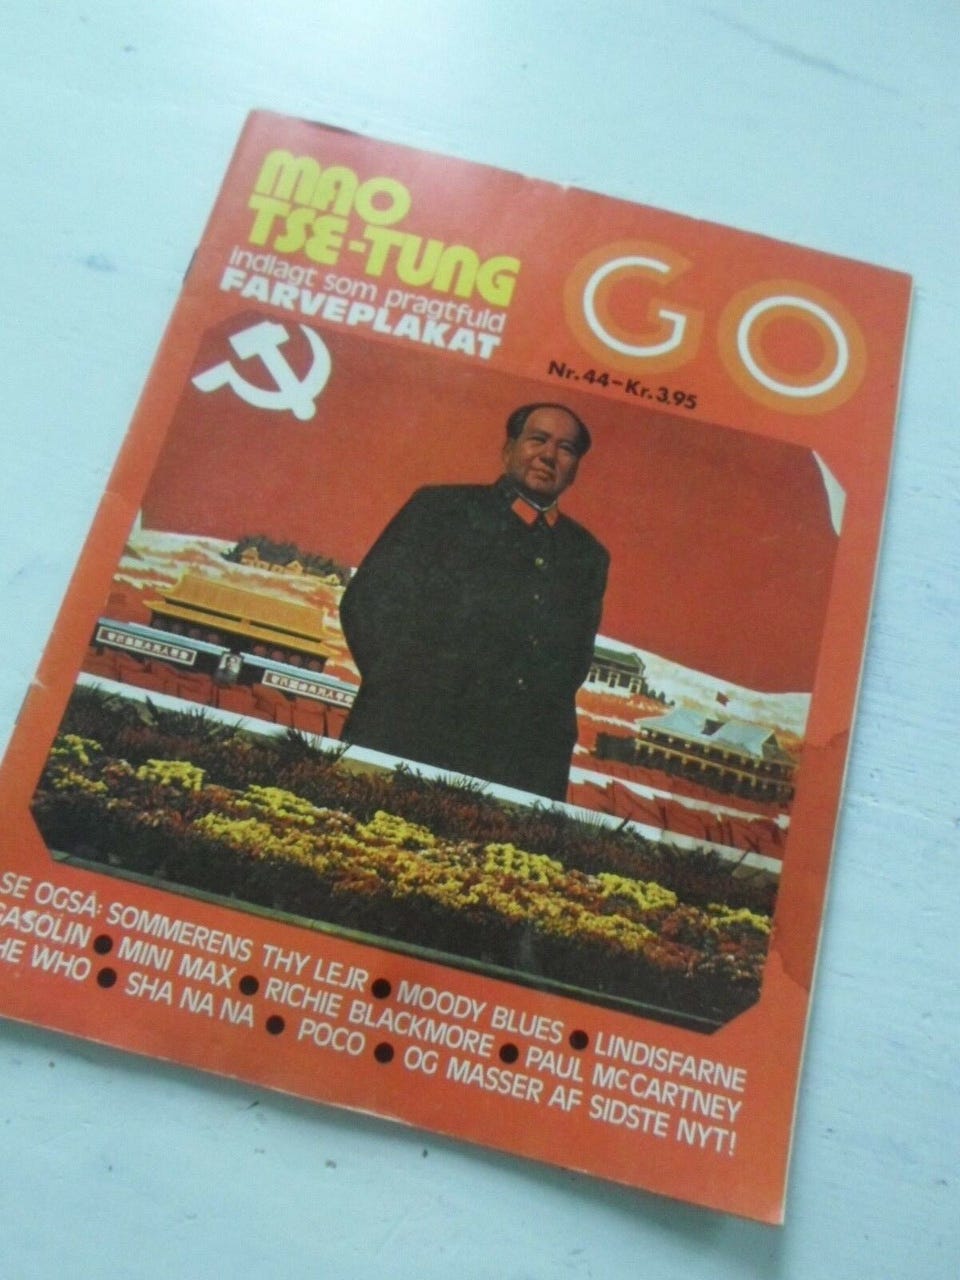 MAO
TSE-TUNG
Indlagt som pragtfuld
FARVEPLAKAT
GO
Nr. 44-Kr. 3.95
SE OGSÅ: SOMMERENS THY LEJR ● MOODY BLUES ● LINDISFARNE
GASOLIN ● MINI MAX ● RICHIE BLACKMORE ● PAUL MCCARTNEY
HE WHO ● SHA NA NA ● POCO ● OG MASSER AF SIDSTE NYT!